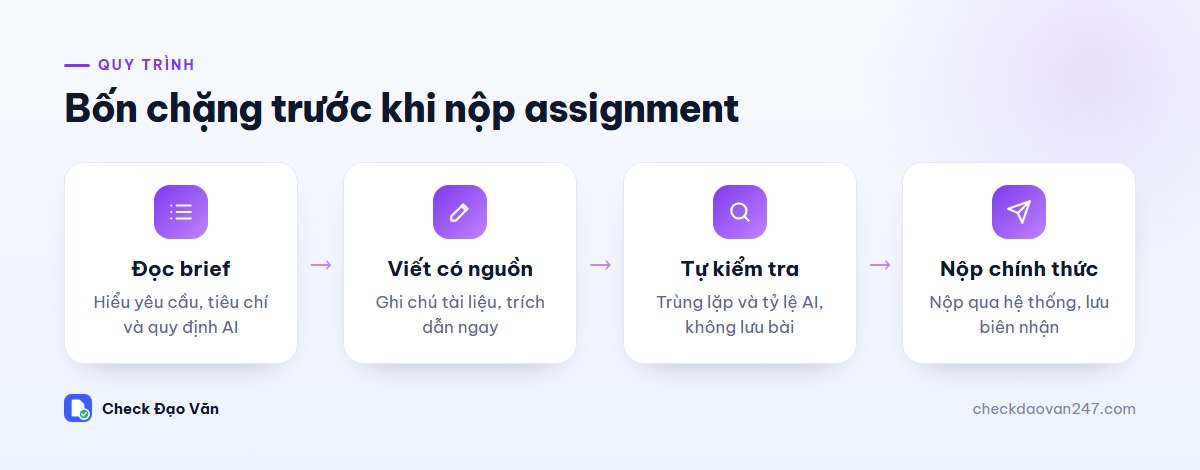 QUY TRÌNH
Bốn chặng trước khi nộp assignment
Đọc brief
Hiểu yêu cầu, tiêu chí
và quy định AI
Viết có nguồn
Ghi chú tài liệu, trích
dẫn ngay
Tự kiểm tra
Trùng lặp và tỷ lệ AI,
không lưu bài
Nộp chính thức
Nộp qua hệ thống, lưu
biên nhận
Check Đạo Văn
checkdaovan247.com